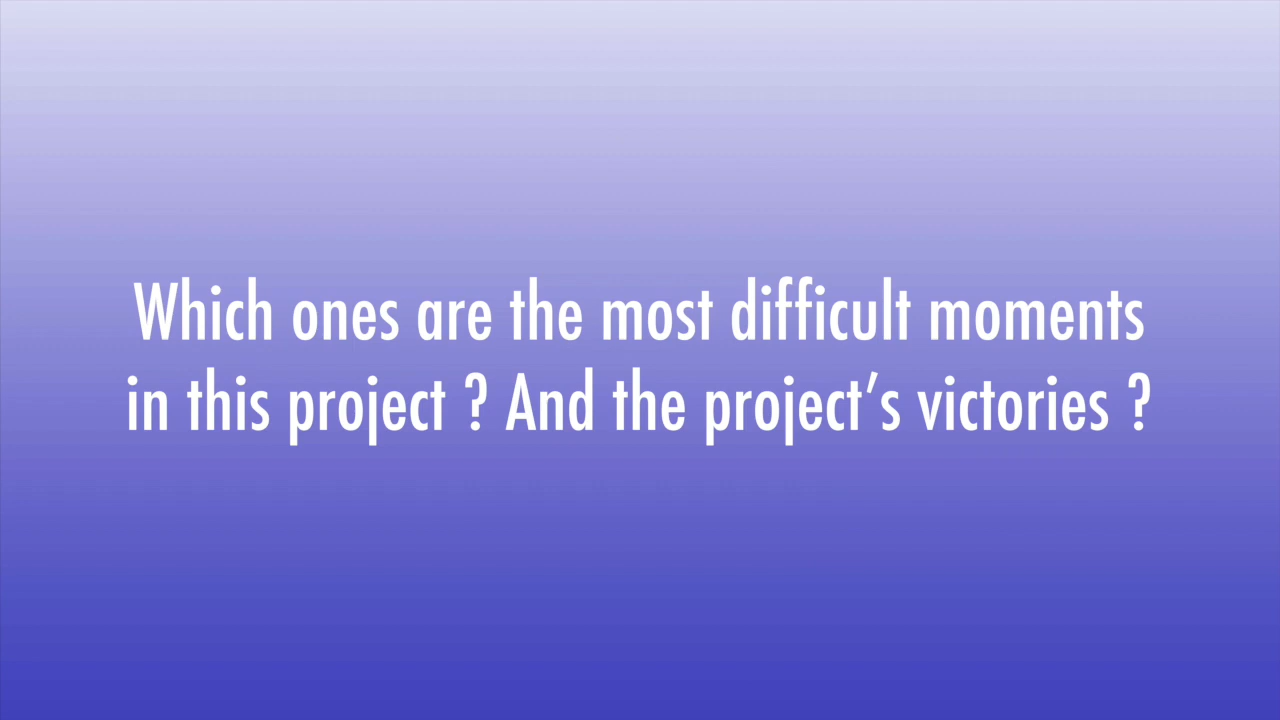 Which ones are the most difficult moments
in this project ? And the project’s victories ?